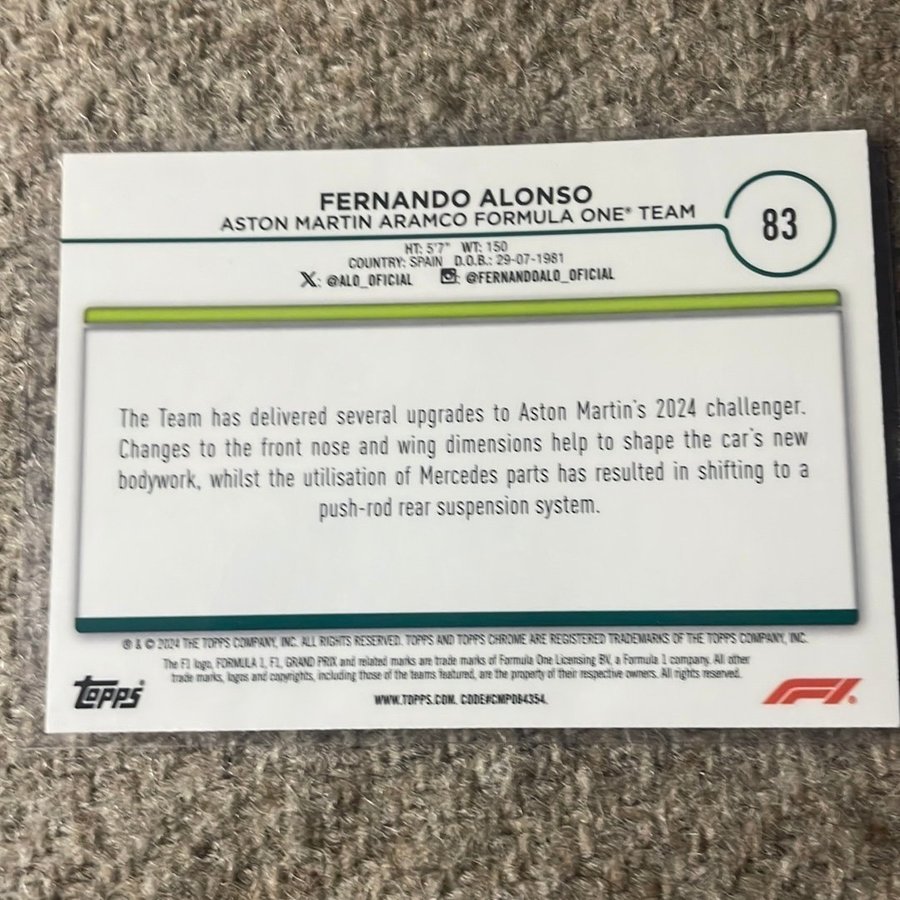 FERNANDO ALONSO
ASTON MARTIN ARAMCO FORMULA ONE® TEAM
83
HT: 5'7" WT: 150
COUNTRY: SPAIN D.O.B.: 29-07-1981
X: @ALO_OFICIAL : @FERNANDOALO_OFICIAL
The Team has delivered several upgrades to Aston Martin's 2024 challenger.
Changes to the front nose and wing dimensions help to shape the car's new
bodywork, whilst the utilisation of Mercedes parts has resulted in shifting to a
push-rod rear suspension system.
® & © 2024 THE TOPPS COMPANY, INC. ALL RIGHTS RESERVED. TOPPS AND TOPPS CHROME ARE REGISTERED TRADEMARKS OF THE TOPPS COMPANY, INC.
The F1 logo, FORMULA 1, F1, GRAND PRIX and related marks are trade marks of Formula One Licensing BV, a Formula 1 company. All other
trade marks, logos and copyrights, including those of the teams featured, are the property of their respective owners. All rights reserved.
topps®
WWW.TOPPS.COM. CODE#CMP084354.
F1®